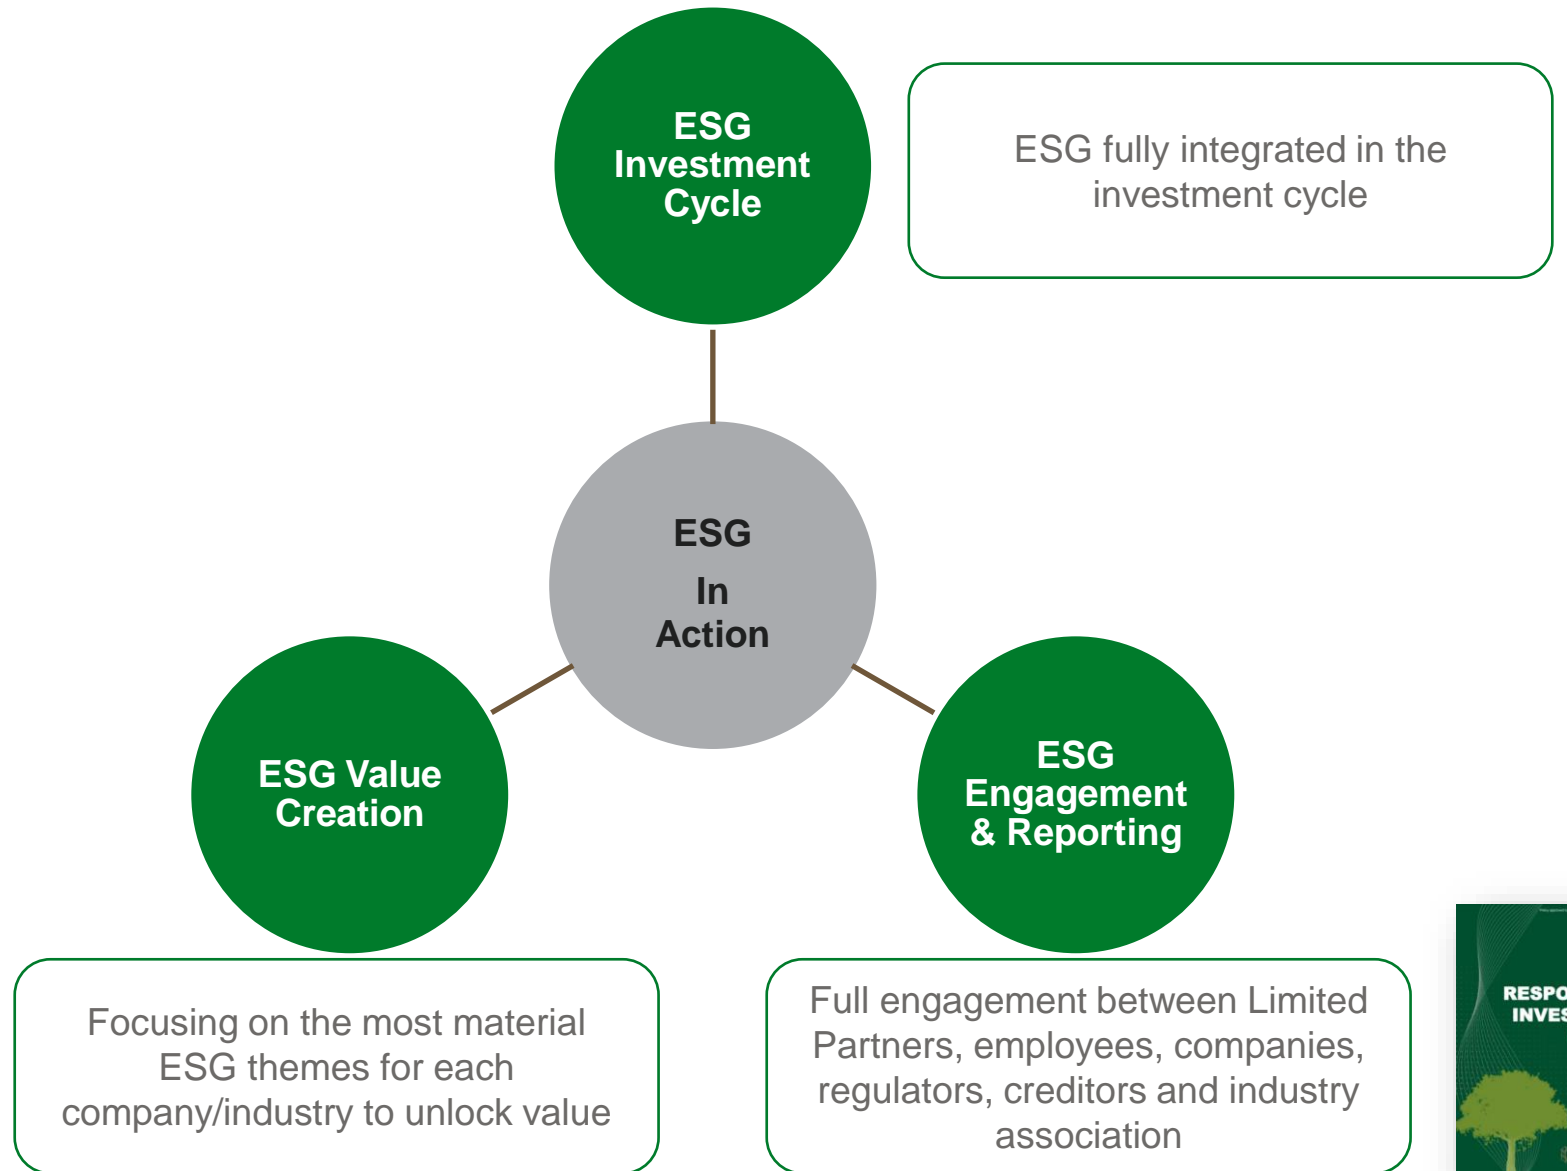 ESG
Investment
Cycle
ESG fully integrated in the
investment cycle
ESG
In
Action
ESG Value
Creation
ESG
Engagement
& Reporting
Focusing on the most material
ESG themes for each
company/industry to unlock value
Full engagement between Limited
Partners, employees, companies,
regulators, creditors and industry
association
RESPO
INVES